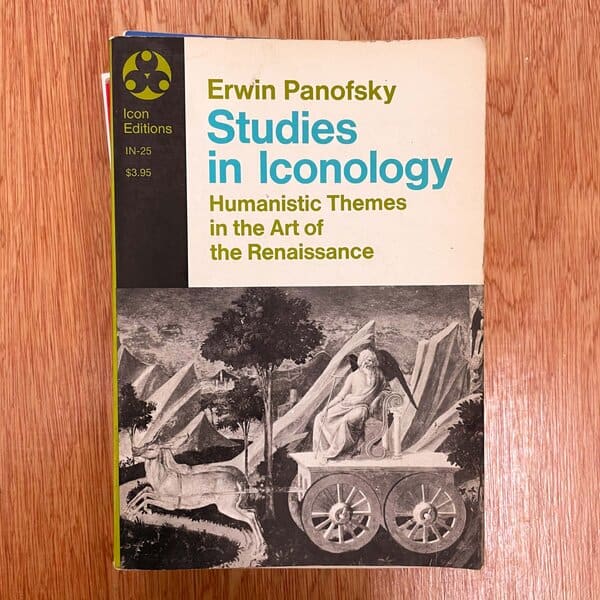 Icon
Editions
IN-25
$3.95
Erwin Panofsky
Studies
in Iconology
Humanistic Themes
in the Art of
the Renaissance